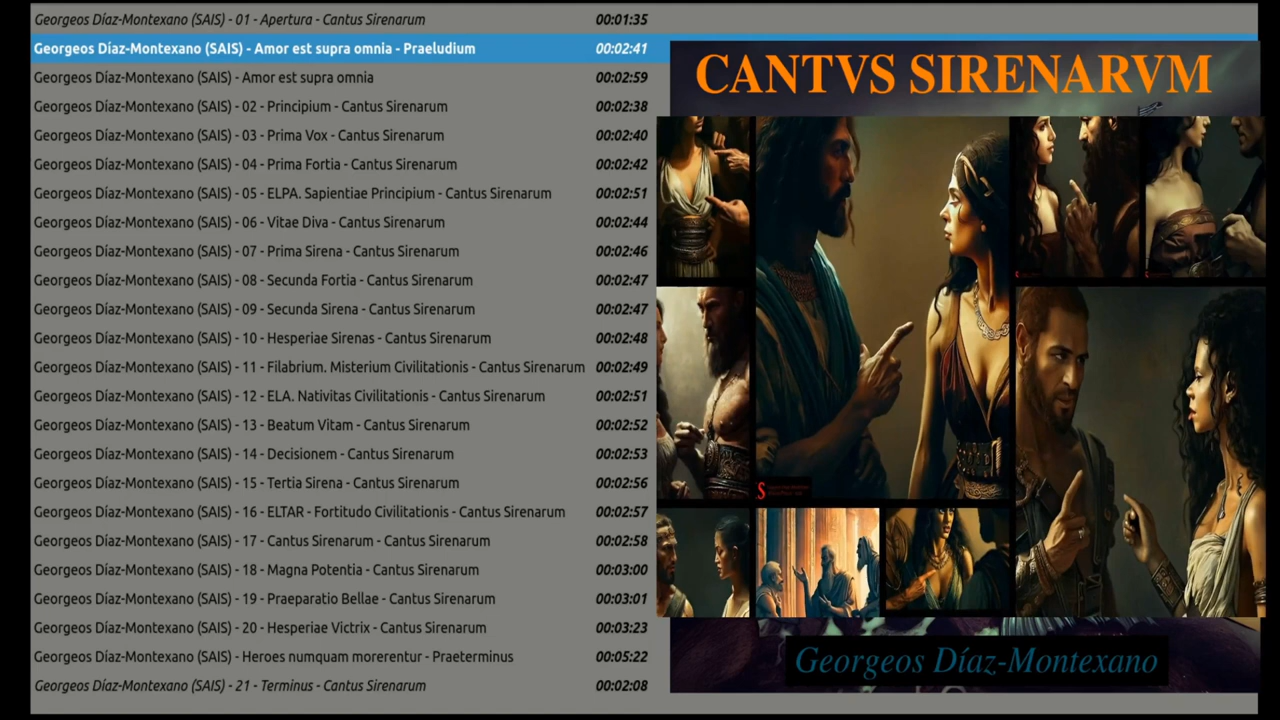 Georgeos Díaz-Montexano (SAIS) - 01 - Apertura - Cantus Sirenarum 00:01:35
Georgeos Díaz-Montexano (SAIS) - Amor est supra omnia - Praeludium 00:02:41
Georgeos Díaz-Montexano (SAIS) - Amor est supra omnia 00:02:59
Georgeos Díaz-Montexano (SAIS) - 02 - Principium - Cantus Sirenarum 00:02:38
Georgeos Díaz-Montexano (SAIS) - 03 - Prima Vox - Cantus Sirenarum 00:02:40
Georgeos Díaz-Montexano (SAIS) - 04 - Prima Fortia - Cantus Sirenarum 00:02:42
Georgeos Díaz-Montexano (SAIS) - 05 - ELPA. Sapientiae Principium - Cantus Sirenarum 00:02:51
Georgeos Díaz-Montexano (SAIS) - 06 - Vitae Diva - Cantus Sirenarum 00:02:44
Georgeos Díaz-Montexano (SAIS) - 07 - Prima Sirena - Cantus Sirenarum 00:02:46
Georgeos Díaz-Montexano (SAIS) - 08 - Secunda Fortia - Cantus Sirenarum 00:02:47
Georgeos Díaz-Montexano (SAIS) - 09 - Secunda Sirena - Cantus Sirenarum 00:02:47
Georgeos Díaz-Montexano (SAIS) - 10 - Hesperiae Sirenas - Cantus Sirenarum 00:02:48
Georgeos Díaz-Montexano (SAIS) - 11 - Filabrium. Misterium Civilitationis - Cantus Sirenarum 00:02:49
Georgeos Díaz-Montexano (SAIS) - 12 - ELA. Nativitas Civilitationis - Cantus Sirenarum 00:02:51
Georgeos Díaz-Montexano (SAIS) - 13 - Beatum Vitam - Cantus Sirenarum 00:02:52
Georgeos Díaz-Montexano (SAIS) - 14 - Decisionem - Cantus Sirenarum 00:02:53
Georgeos Díaz-Montexano (SAIS) - 15 - Tertia Sirena - Cantus Sirenarum 00:02:56
Georgeos Díaz-Montexano (SAIS) - 16 - ELTAR - Fortitudo Civilitationis - Cantus Sirenarum 00:02:57
Georgeos Díaz-Montexano (SAIS) - 17 - Cantus Sirenarum - Cantus Sirenarum 00:02:58
Georgeos Díaz-Montexano (SAIS) - 18 - Magna Potentia - Cantus Sirenarum 00:03:00
Georgeos Díaz-Montexano (SAIS) - 19 - Praeparatio Bellae - Cantus Sirenarum 00:03:01
Georgeos Díaz-Montexano (SAIS) - 20 - Hesperiae Victrix - Cantus Sirenarum 00:03:23
Georgeos Díaz-Montexano (SAIS) - Heroes numquam morerentur - Praeterminus 00:05:22
Georgeos Díaz-Montexano (SAIS) - 21 - Terminus - Cantus Sirenarum 00:02:08
CANTVS SIRENARVM
Georgeos Díaz-Montexano